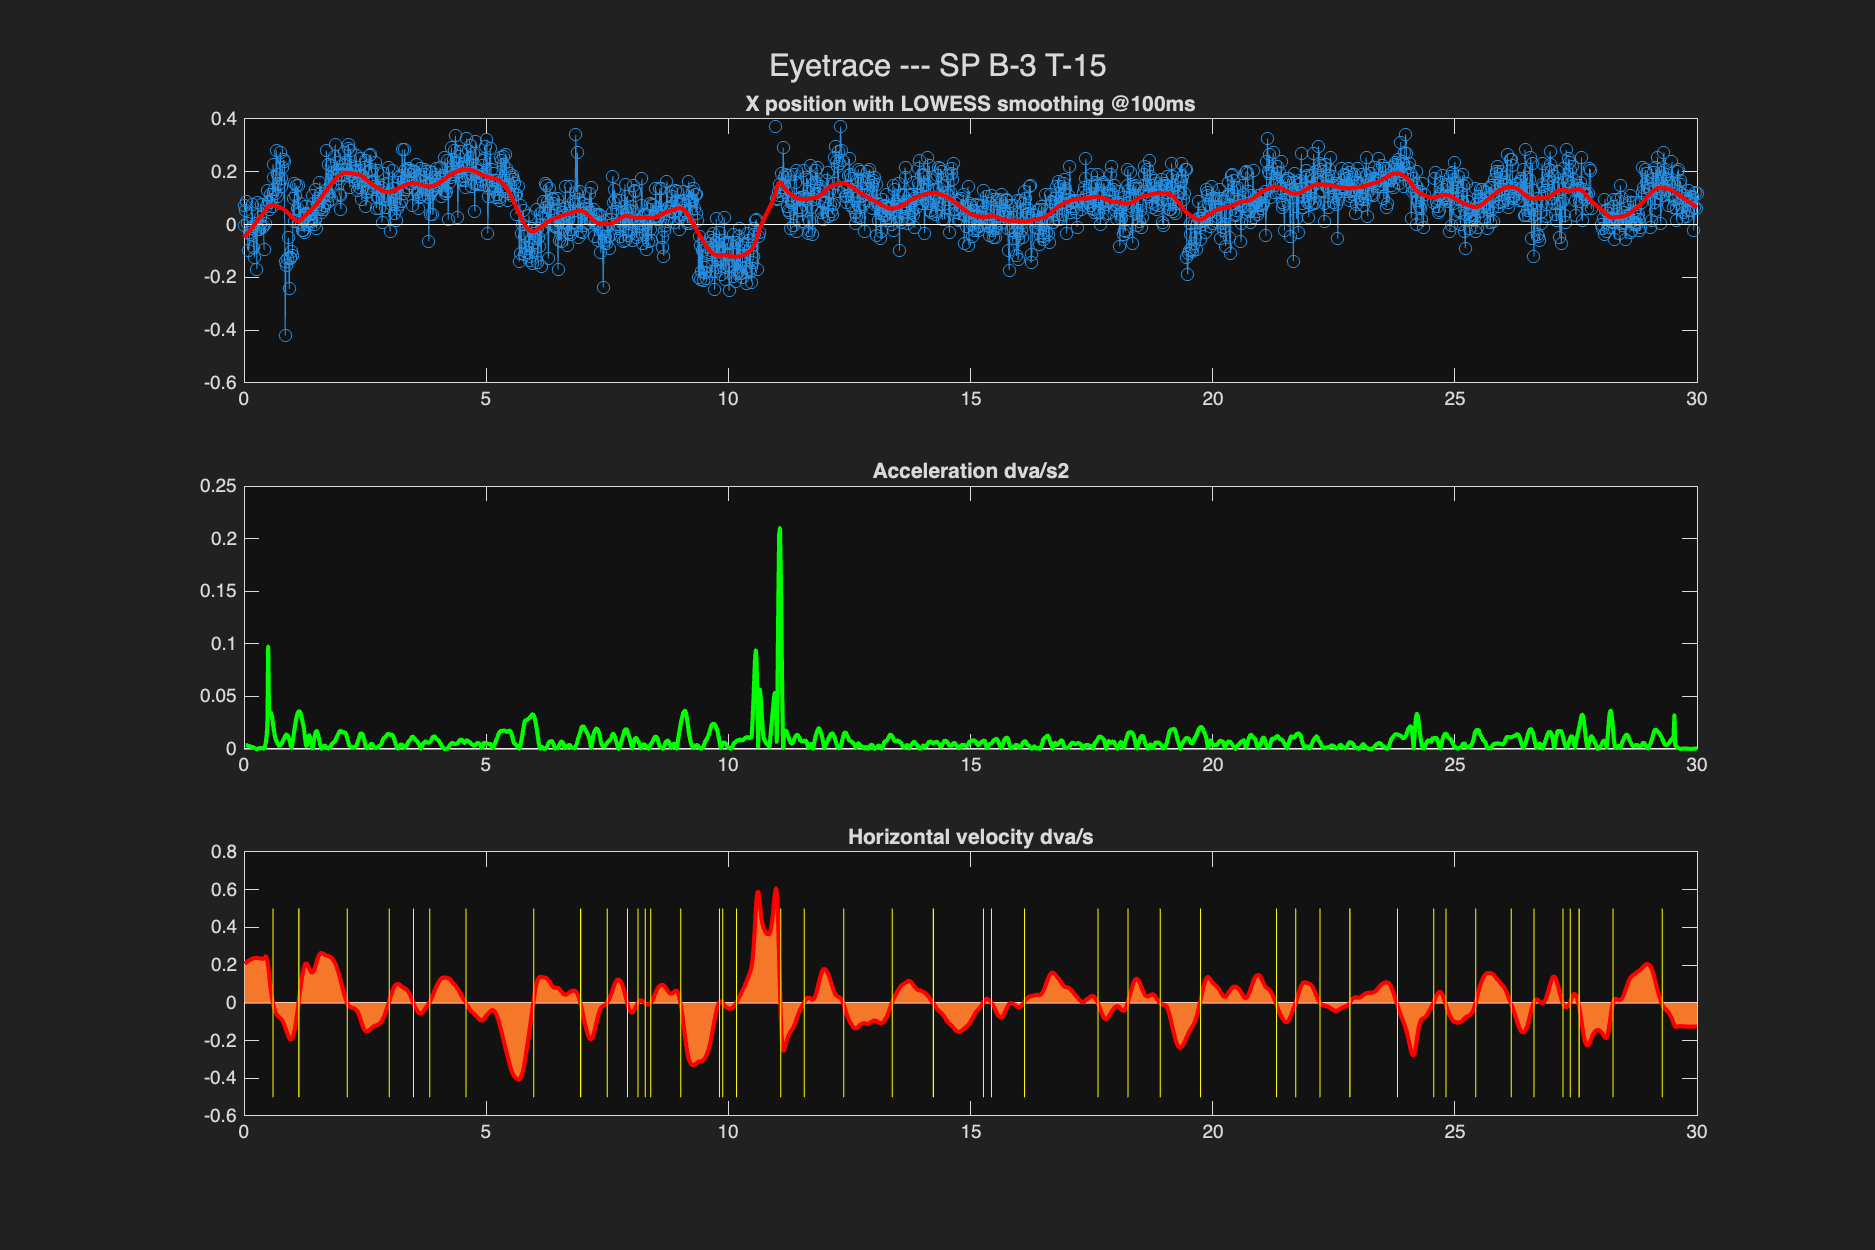 Eyetrace --- SP B-3 T-15
X position with LOWESS smoothing @100ms
0.4
0.2
0
-0.2
-0.4
-0.6
0 5 10 15 20 25 30
Acceleration dva/s2
0.25
0.2
0.15
0.1
0.05
0
0 5 10 15 20 25 30
Horizontal velocity dva/s
0.8
0.6
0.4
0.2
0
-0.2
-0.4
-0.6
0 5 10 15 20 25 30